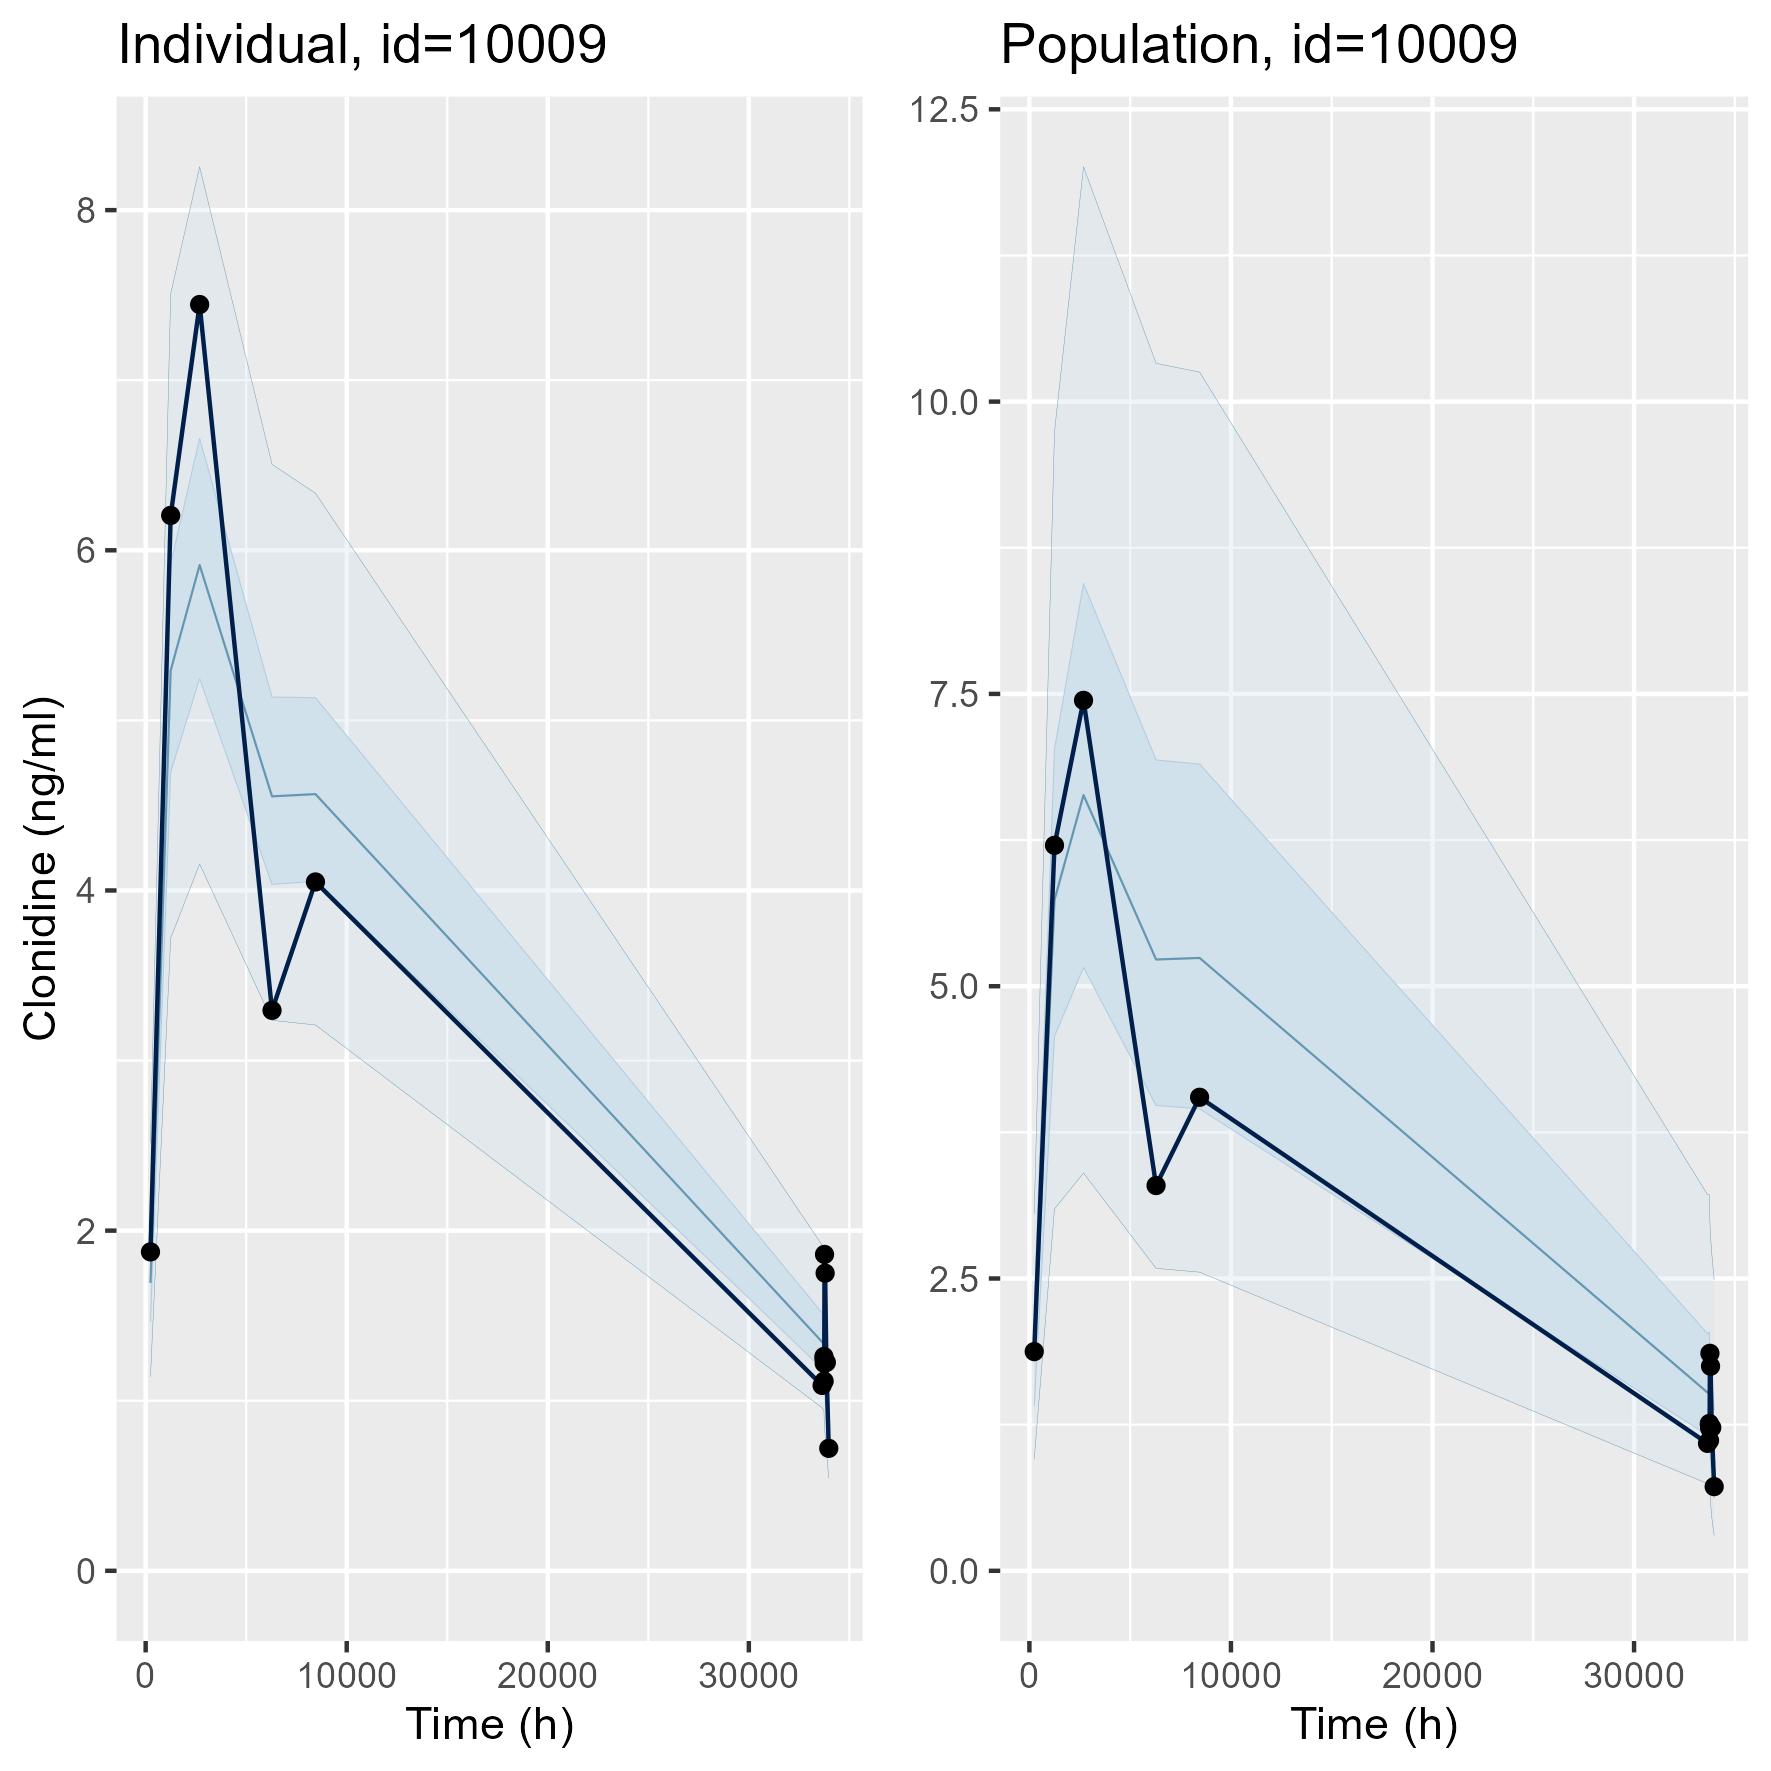 Individual, id=10009
Population, id=10009
Clonidine (ng/ml)
8
6
4
2
0
0 10000 20000 30000
Time (h)
12.5
10.0
7.5
5.0
2.5
0.0
0 10000 20000 30000
Time (h)